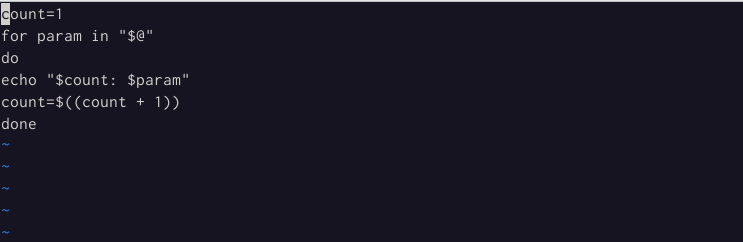 count=1
for param in "$@"
do
echo "$count: $param"
count=$((count + 1))
done
~
~
~
~
~